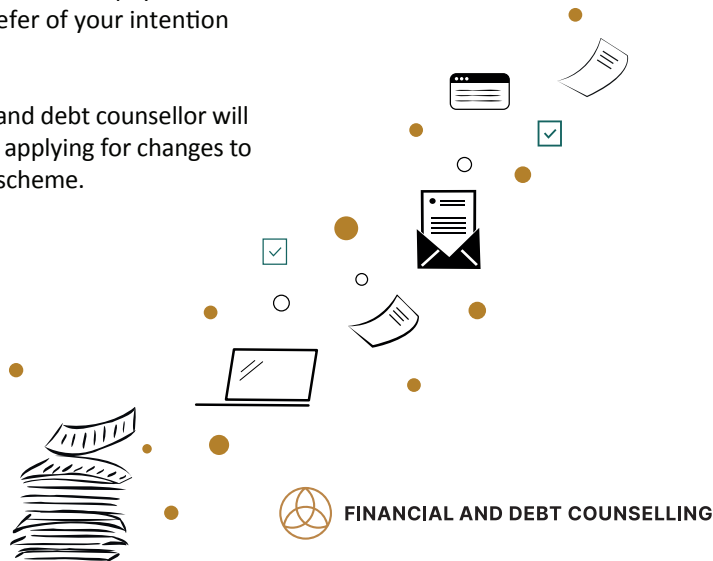 efer of your intention
and debt counsellor will
applying for changes to
scheme.
FINANCIAL AND DEBT COUNSELLING